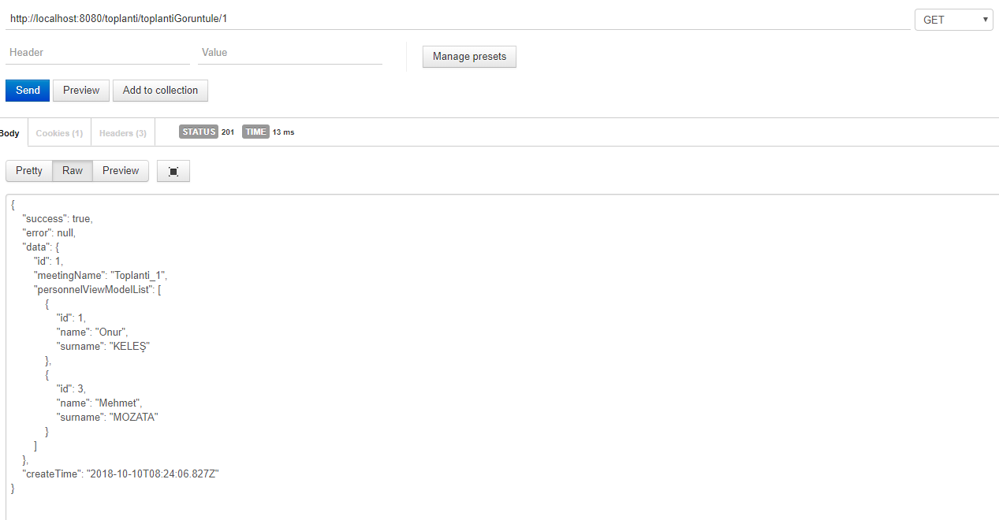 http://localhost:8080/toplanti/toplantiGoruntule/1 GET
Header Value Manage presets
Send Preview Add to collection
Body Cookies (1) Headers (3) STATUS 201 TIME 13 ms
Pretty Raw Preview
{
"success": true,
"error": null,
"data": {
"id": 1,
"meetingName": "Toplanti_1",
"personnelViewModelList": [
{
"id": 1,
"name": "Onur",
"surname": "KELEŞ"
},
{
"id": 3,
"name": "Mehmet",
"surname": "MOZATA"
}
]
},
"createTime": "2018-10-10T08:24:06.827Z"
}